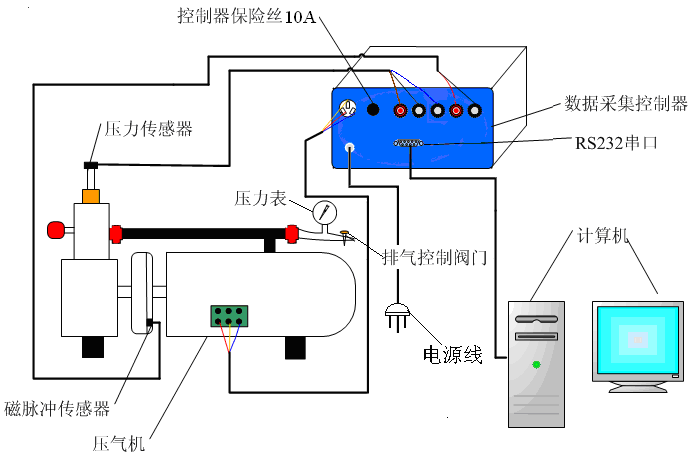 控制器保险丝10A
数据采集控制器
压力传感器
RS232串口
压力表
计算机
排气控制阀门
电源线
磁脉冲传感器
压气机